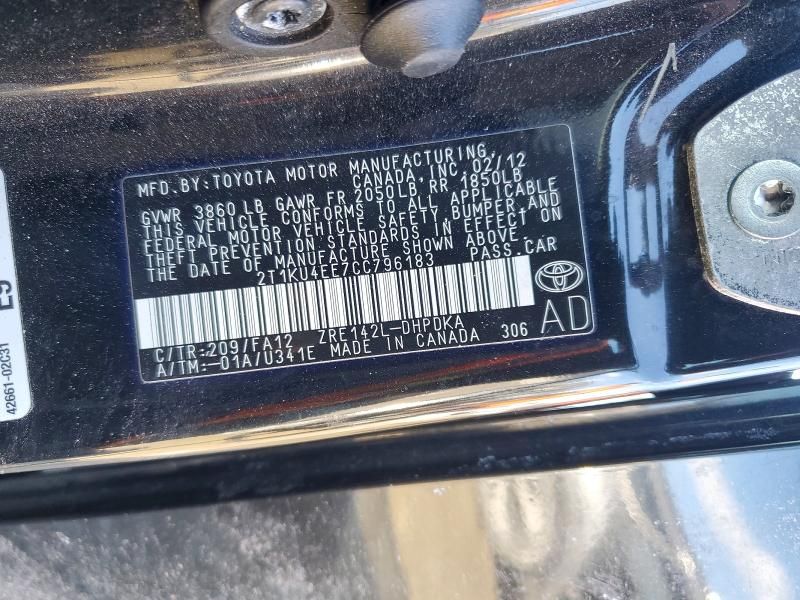 MFD.BY:TOYOTA MOTOR MANUFACTURING,
CANADA, INC. 02/12
GVWR 3860 LB GAWR FR 2050LB, RR 1850LB
THIS VEHICLE CONFORMS TO ALL APPLICABLE
FEDERAL MOTOR VEHICLE SAFETY, BUMPER AND
THEFT PREVENTION STANDARDS IN EFFECT ON
THE DATE OF MANUFACTURE SHOWN ABOVE.
2T1KU4EE7CC796183 PASS.CAR
C/TR:209/FA12 ZRE142L-DHPDKA
A/TM:-01A/U341E MADE IN CANADA 306
AD
42661-02C31